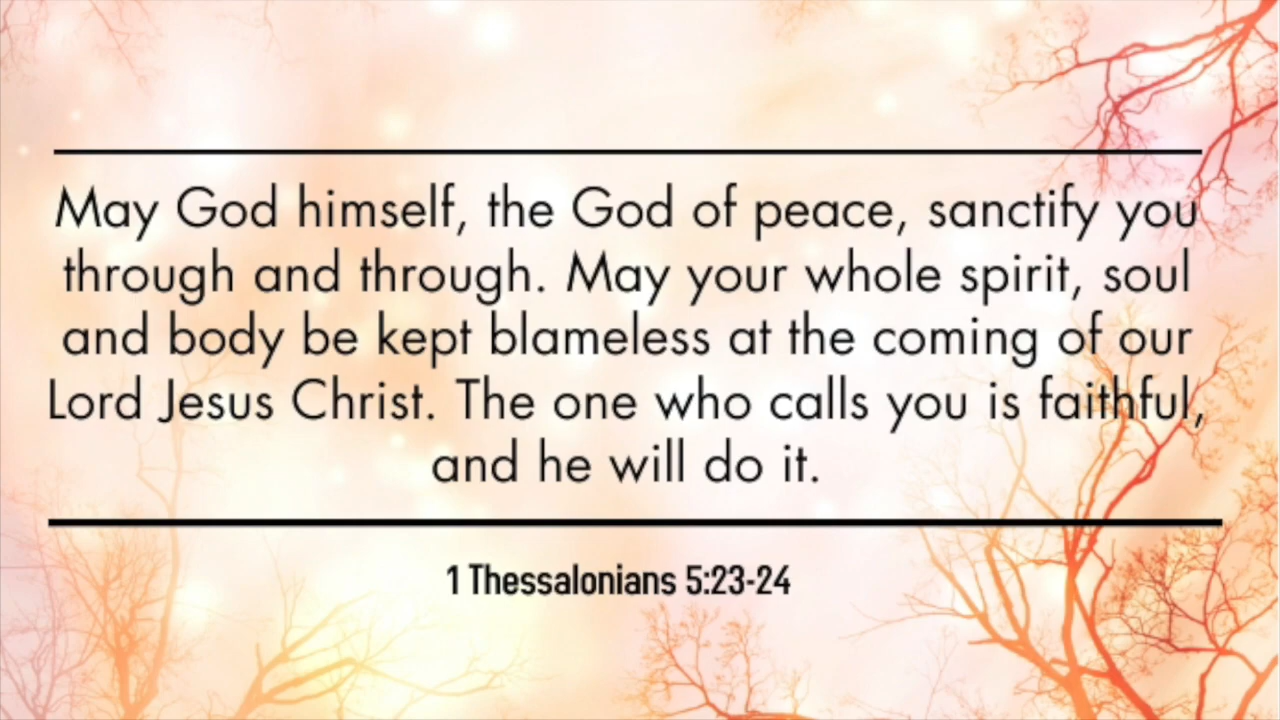 May God himself, the God of peace, sanctify you
through and through. May your whole spirit, soul
and body be kept blameless at the coming of our
Lord Jesus Christ. The one who calls you is faithful,
and he will do it.
1 Thessalonians 5:23-24